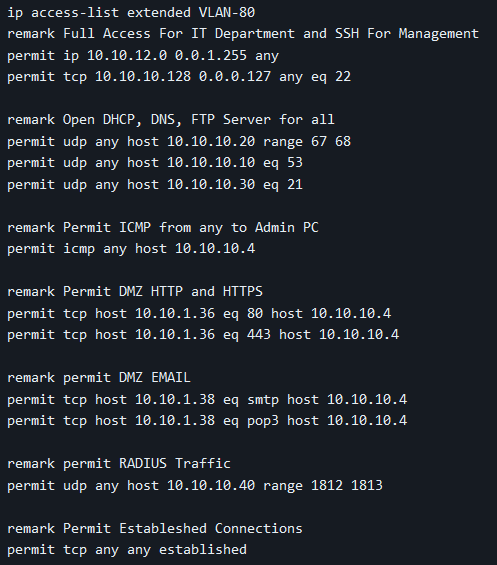 ip access-list extended VLAN-80
remark Full Access For IT Department and SSH For Management
permit ip 10.10.12.0 0.0.1.255 any
permit tcp 10.10.10.128 0.0.0.127 any eq 22
remark Open DHCP, DNS, FTP Server for all
permit udp any host 10.10.10.20 range 67 68
permit udp any host 10.10.10.10 eq 53
permit udp any host 10.10.10.30 eq 21
remark Permit ICMP from any to Admin PC
permit icmp any host 10.10.10.4
remark Permit DMZ HTTP and HTTPS
permit tcp host 10.10.1.36 eq 80 host 10.10.10.4
permit tcp host 10.10.1.36 eq 443 host 10.10.10.4
remark permit DMZ EMAIL
permit tcp host 10.10.1.38 eq smtp host 10.10.10.4
permit tcp host 10.10.1.38 eq pop3 host 10.10.10.4
remark permit RADIUS Traffic
permit udp any host 10.10.10.40 range 1812 1813
remark Permit Estableshed Connections
permit tcp any any established